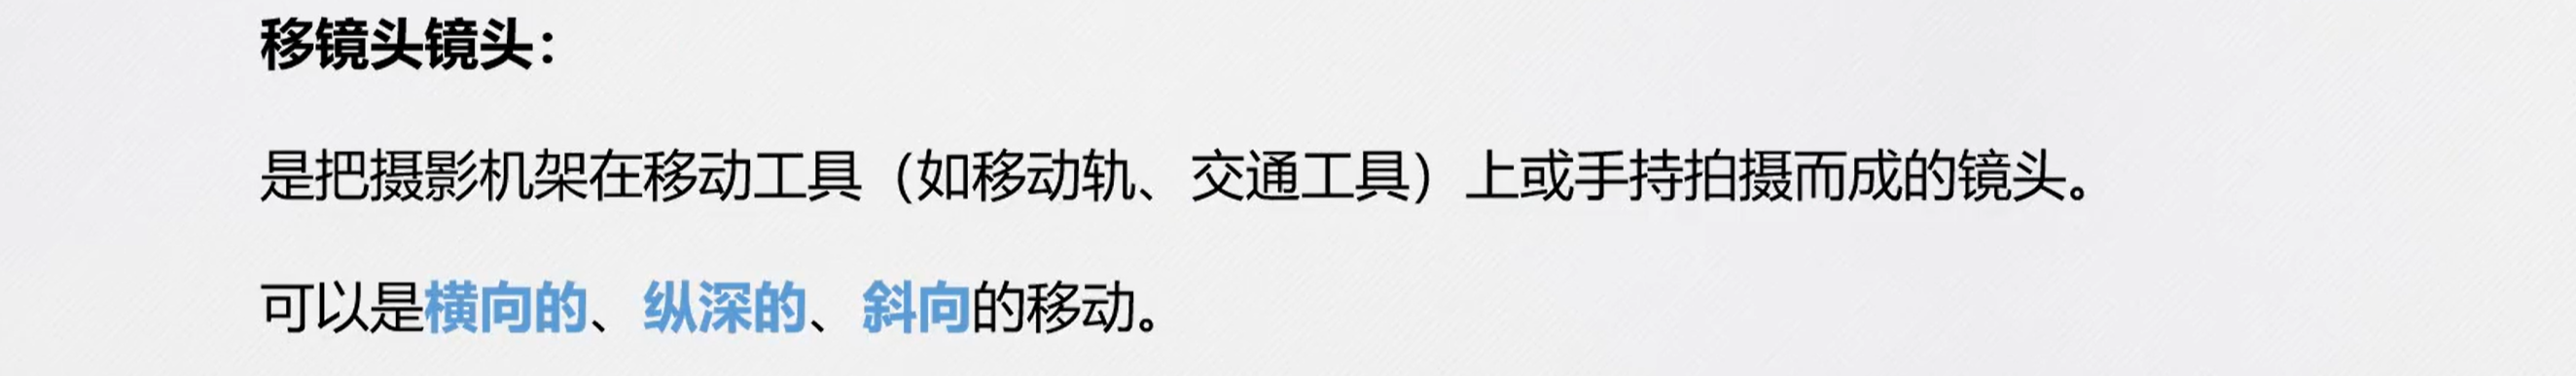 移镜头镜头：
是把摄影机架在移动工具（如移动轨、交通工具）上或手持拍摄而成的镜头。
可以是横向的、纵深的、斜向的移动。